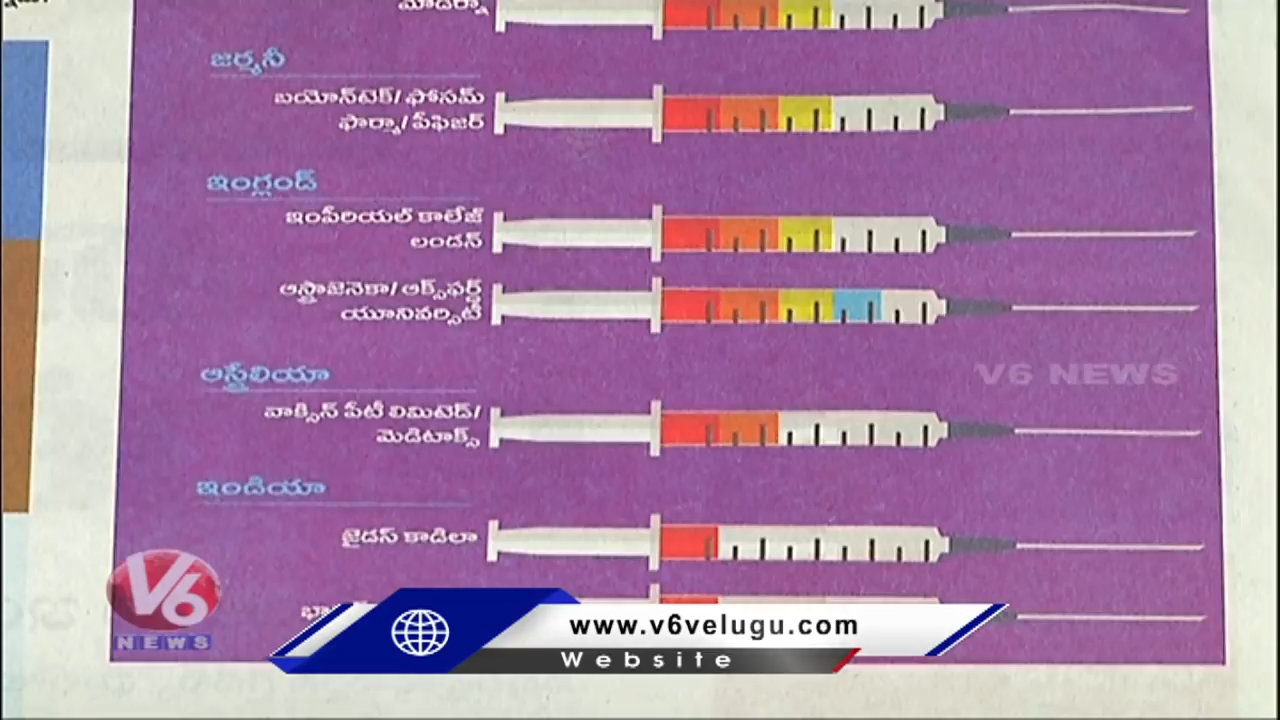 మోడెర్నా
జర్మనీ
బయోన్‌టెక్/ ఫోసమ్
ఫార్మా/ పీఫిజర్
ఇంగ్లండ్
ఇంపీరియల్ కాలేజ్
లండన్
ఆస్ట్రాజెనెకా/ ఆక్స్‌ఫర్డ్
యూనివర్సిటీ
ఆస్ట్రేలియా
V6 NEWS
వాక్సిన్ పీటీ లిమిటెడ్/
మెడిటాక్స్
ఇండియా
జైడస్ కాడిలా
V6
NEWS
www.v6velugu.com
Website